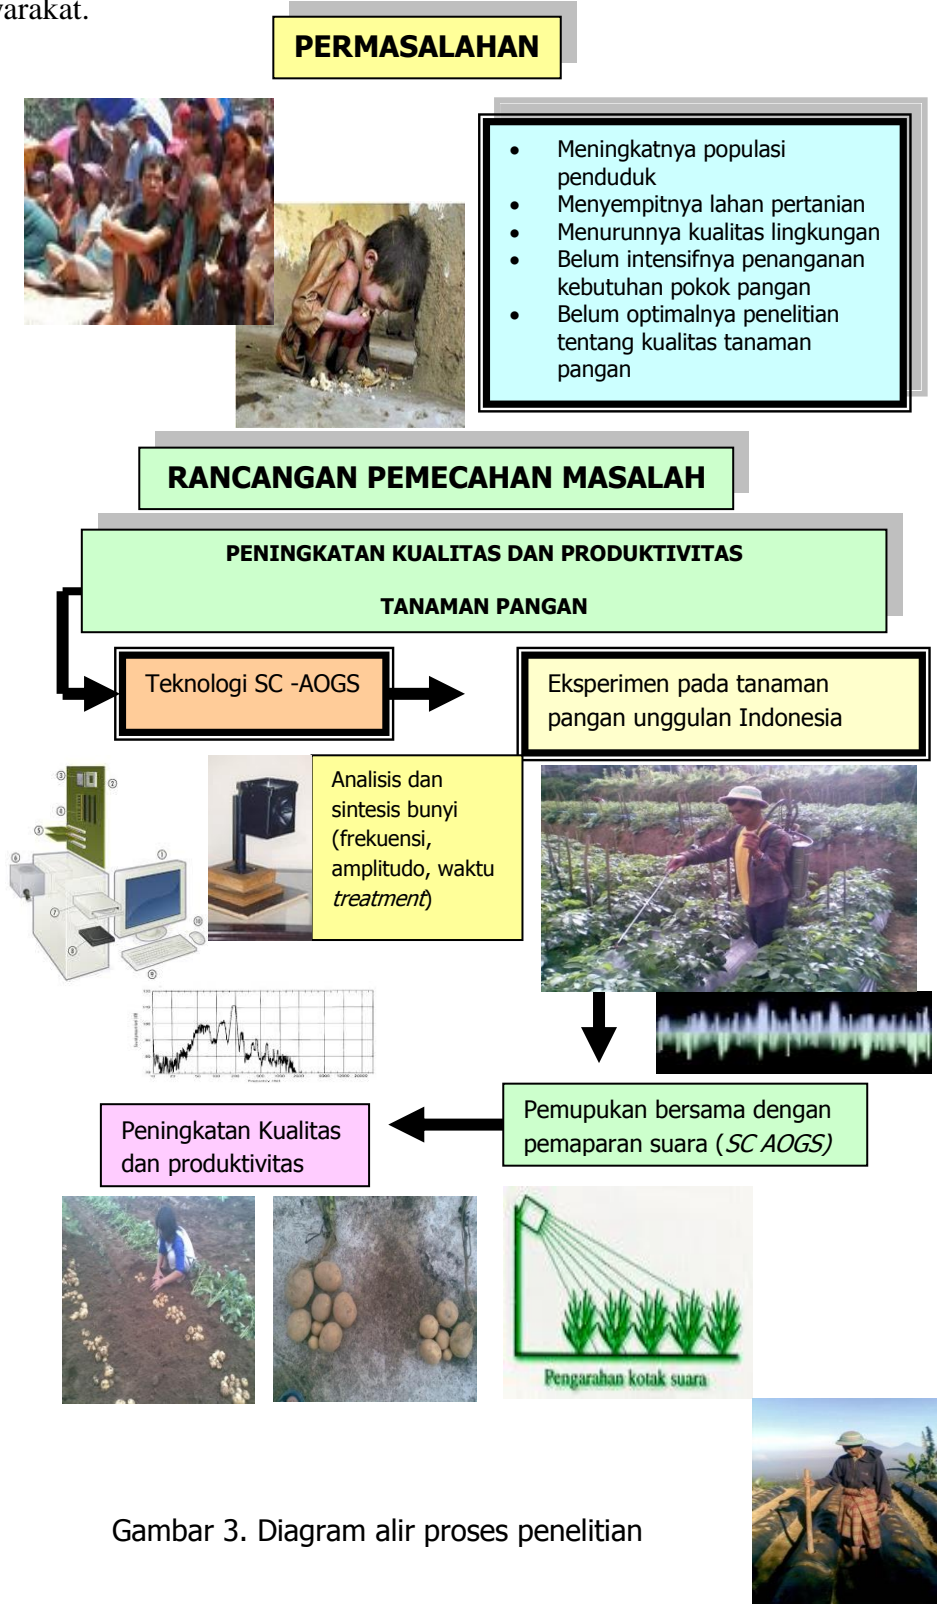 yarakat.
PERMASALAHAN
• Meningkatnya populasi
penduduk
• Menyempitnya lahan pertanian
• Menurunnya kualitas lingkungan
• Belum intensifnya penanganan
kebutuhan pokok pangan
• Belum optimalnya penelitian
tentang kualitas tanaman
pangan
RANCANGAN PEMECAHAN MASALAH
PENINGKATAN KUALITAS DAN PRODUKTIVITAS
TANAMAN PANGAN
Teknologi SC -AOGS
Eksperimen pada tanaman
pangan unggulan Indonesia
Analisis dan
sintesis bunyi
(frekuensi,
amplitudo, waktu
treatment)
Pemupukan bersama dengan
pemaparan suara (SC AOGS)
Peningkatan Kualitas
dan produktivitas
Pengarahan kotak suara
Gambar 3. Diagram alir proses penelitian